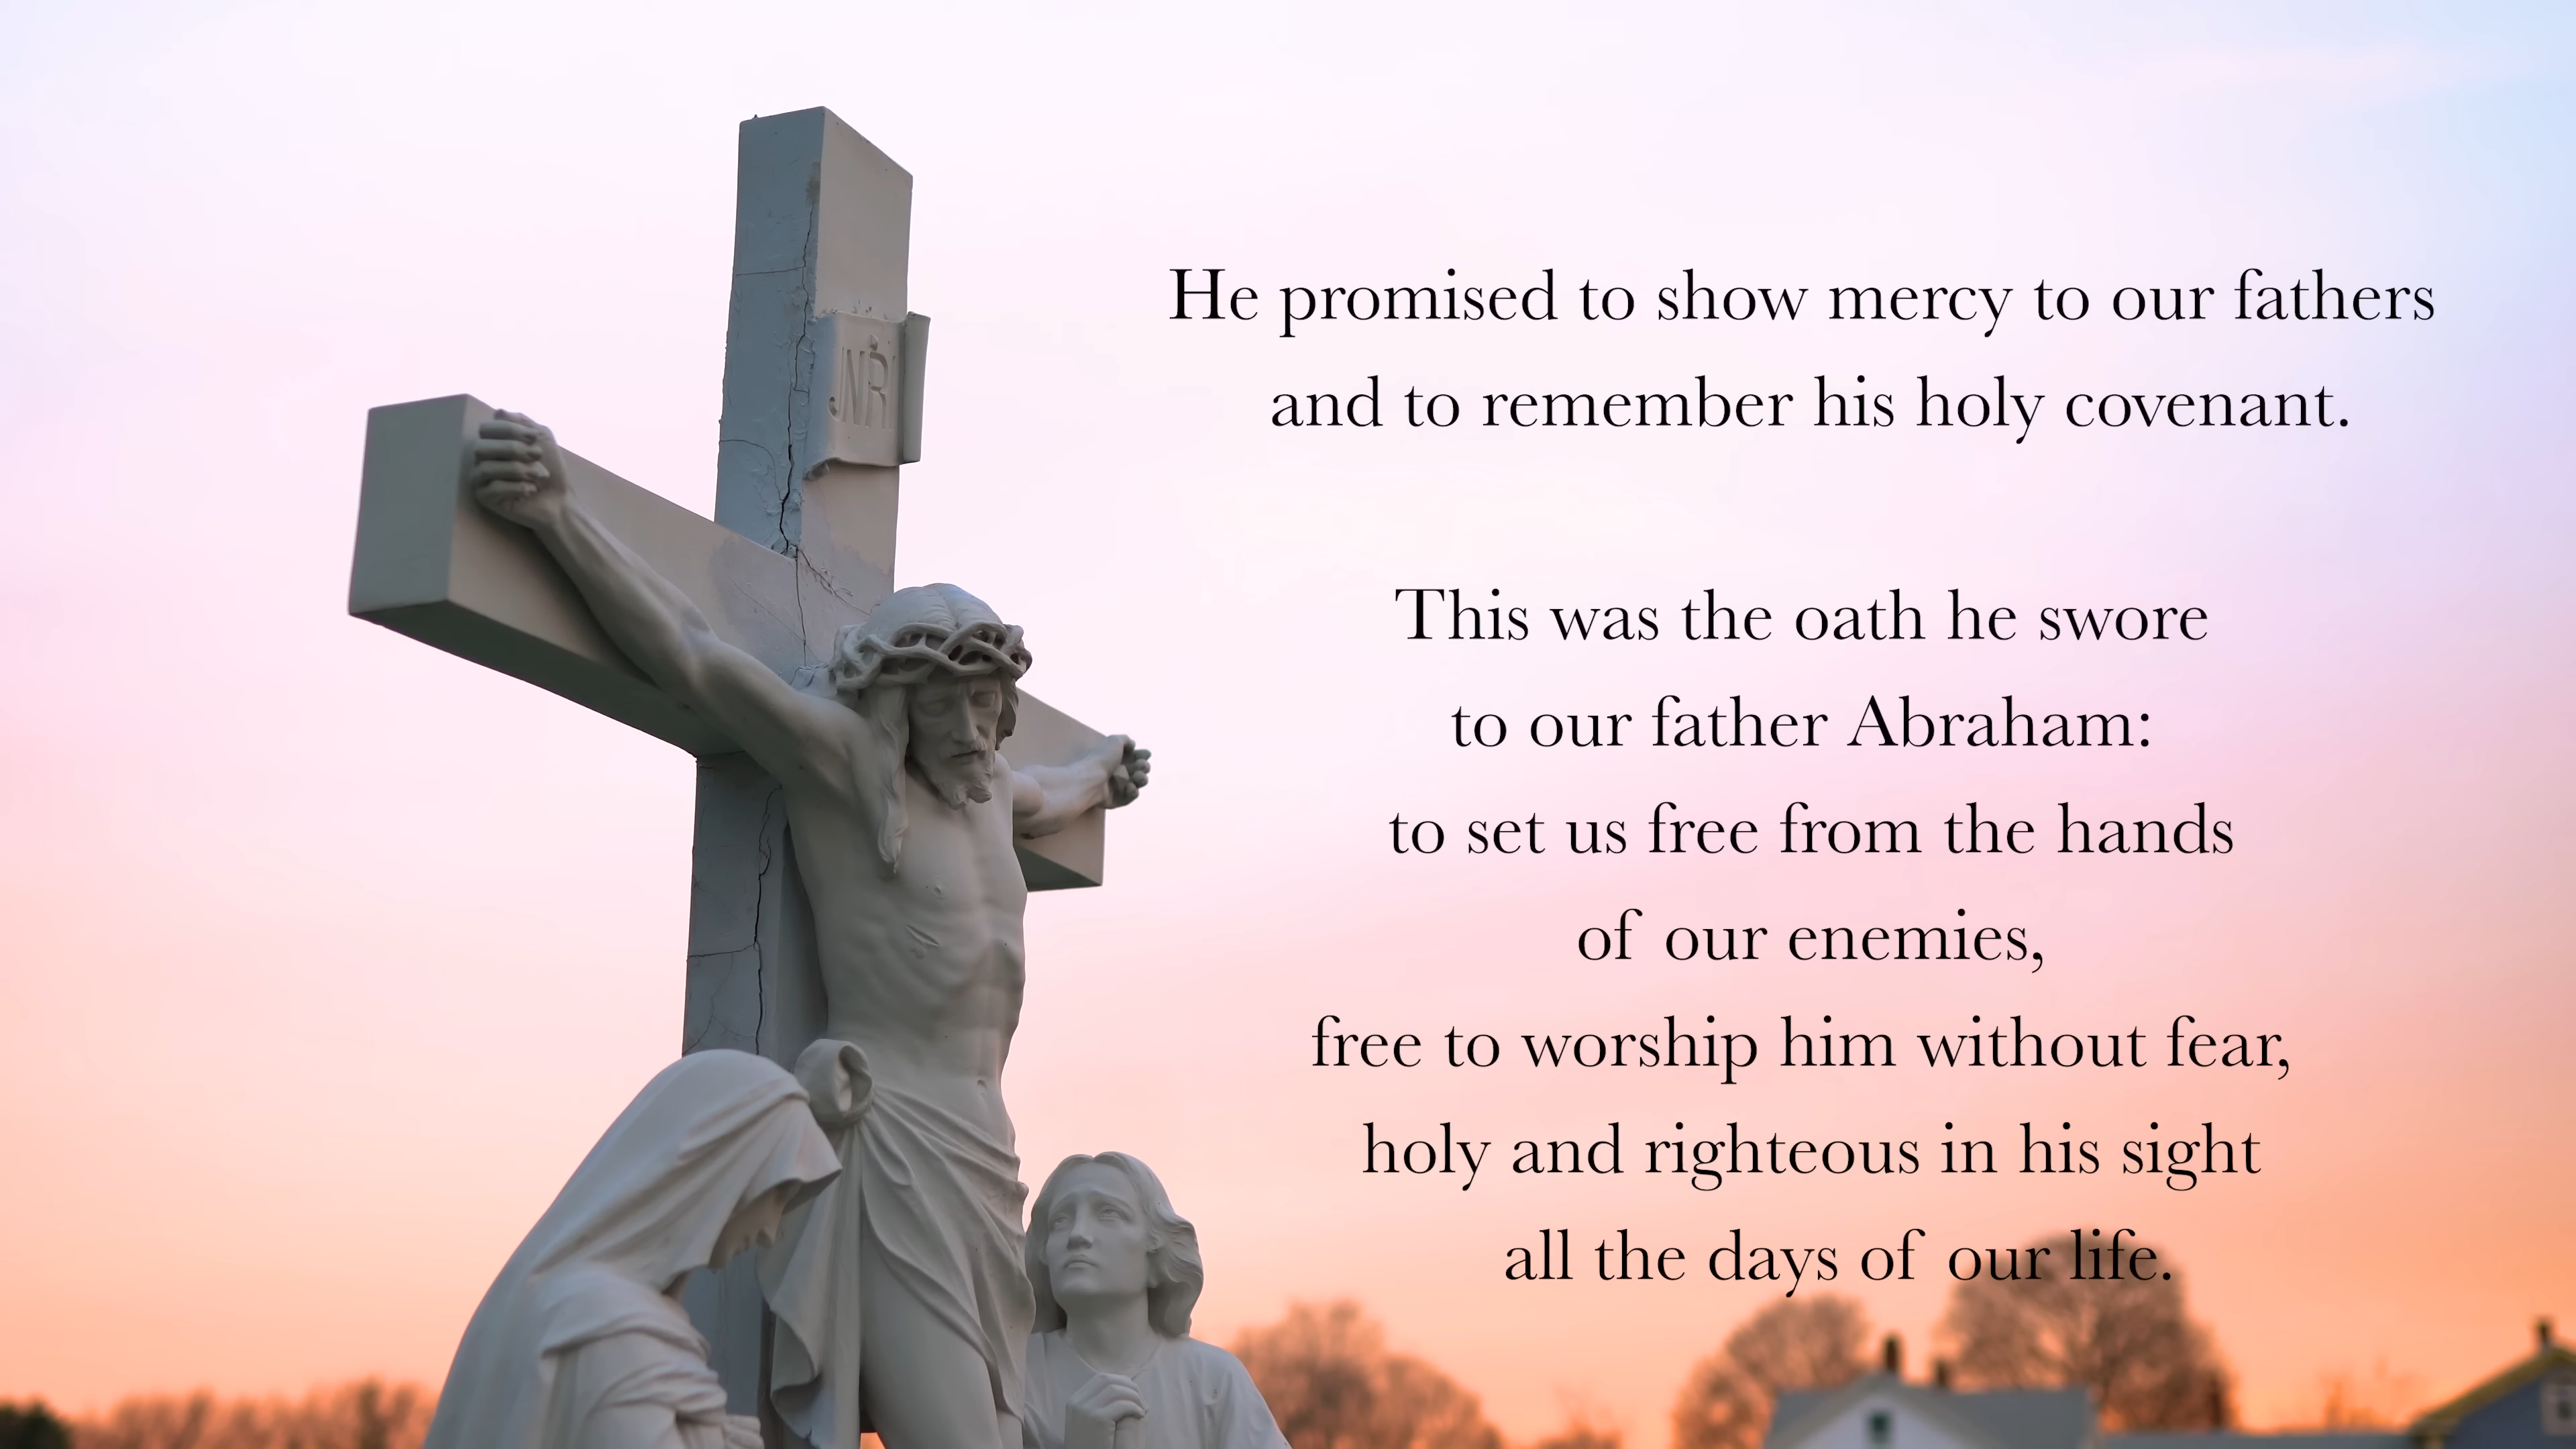 JNRI
He promised to show mercy to our fathers
and to remember his holy covenant.
This was the oath he swore
to our father Abraham:
to set us free from the hands
of our enemies,
free to worship him without fear,
holy and righteous in his sight
all the days of our life.